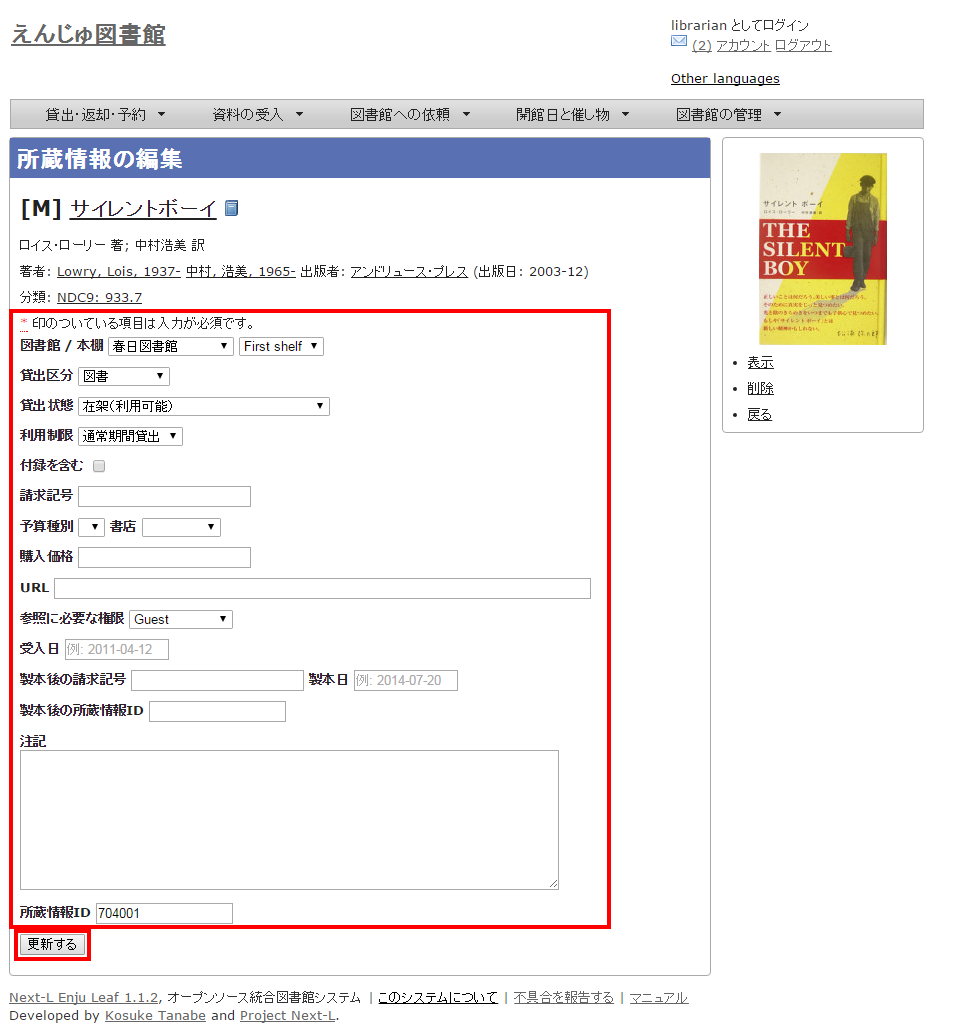 えんじゅ図書館
librarian としてログイン
(2) アカウント ログアウト
Other languages
貸出・返却・予約 ▼ 資料の受入 ▼ 図書館への依頼 ▼ 開館日と催し物 ▼ 図書館の管理 ▼
所蔵情報の編集
[M] サイレントボーイ
ロイス・ローリー 著; 中村浩美 訳
著者: Lowry, Lois, 1937- 中村, 浩美, 1965- 出版者: アンドリュース・プレス (出版日: 2003-12)
分類: NDC9: 933.7
* 印のついている項目は入力が必須です。
図書館 / 本棚 春日図書館 First shelf
貸出区分 図書
貸出状態 在架(利用可能)
利用制限 通常期間貸出
付録を含む
請求記号
予算種別 書店
購入価格
URL
参照に必要な権限 Guest
受入日 例: 2011-04-12
製本後の請求記号 製本日 例: 2014-07-20
製本後の所蔵情報ID
注記
所蔵情報ID 704001
更新する
サイレント ボーイ
THE
SILENT
BOY
表示
削除
戻る
Next-L Enju Leaf 1.1.2, オープンソース統合図書館システム | このシステムについて | 不具合を報告する | マニュアル
Developed by Kosuke Tanabe and Project Next-L.